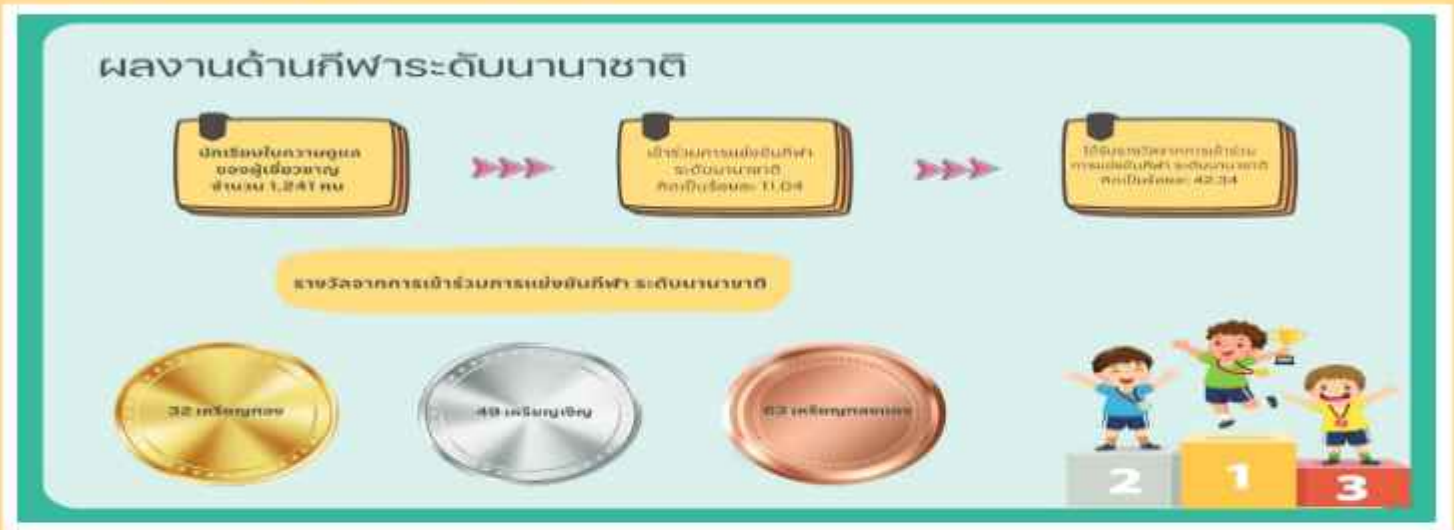 ผลงานด้านกีฬาระดับนานาชาติ
นักเรียนในความดูแล
ของผู้เชี่ยวชาญ
จำนวน 1,241 คน
เข้าร่วมการแข่งขันกีฬา
ระดับนานาชาติ
คิดเป็นร้อยละ 11.04
ได้รับรางวัลจากการเข้าร่วม
การแข่งขันกีฬา ระดับนานาชาติ
คิดเป็นร้อยละ 42.34
รางวัลจากการเข้าร่วมการแข่งขันกีฬา ระดับนานาชาติ
32 เหรียญทอง
49 เหรียญเงิน
63 เหรียญทองแดง
2
1
3